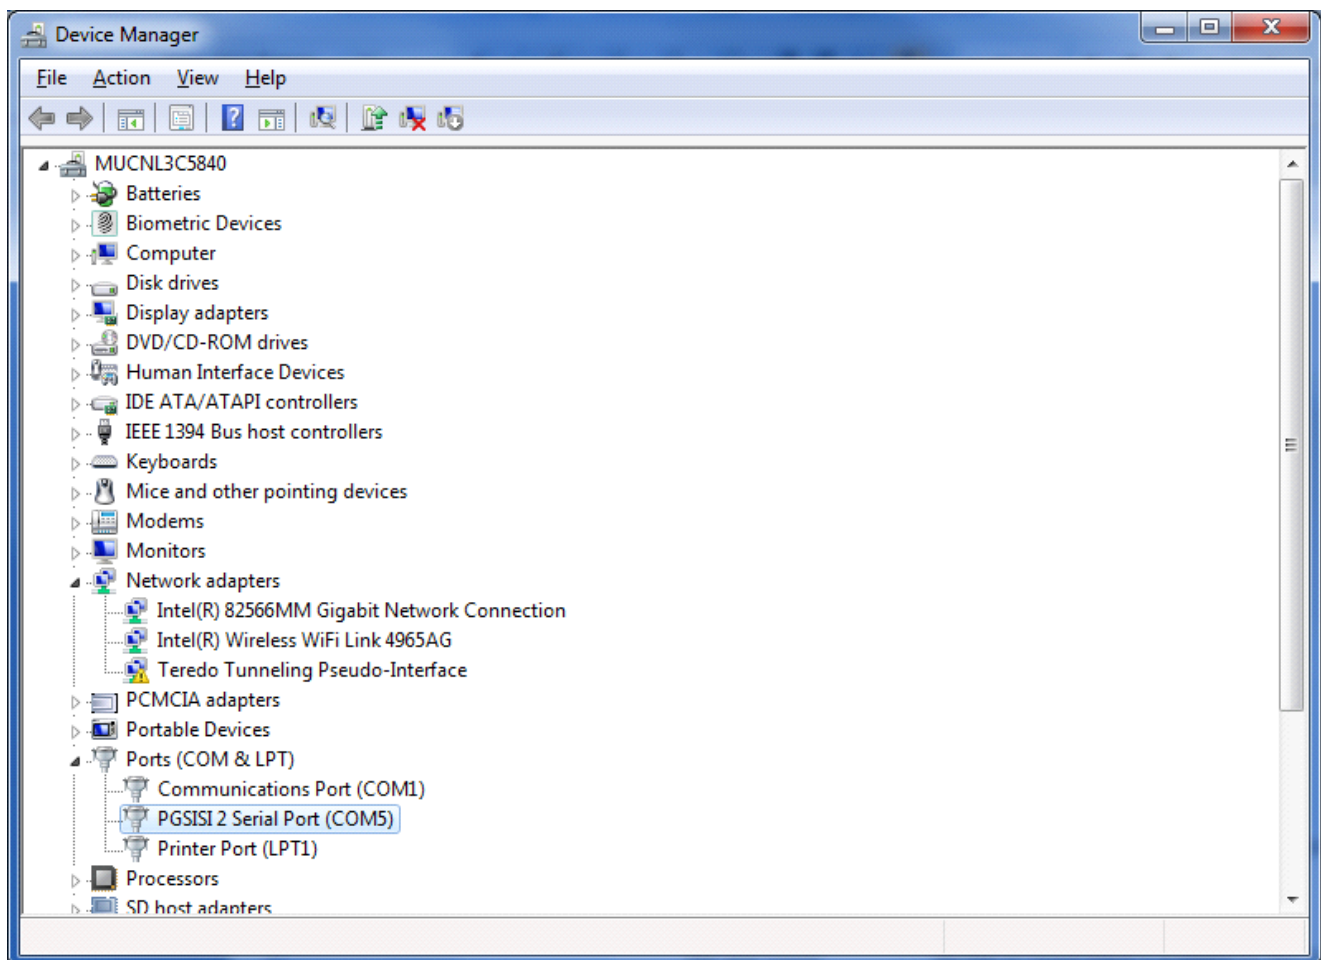 Device Manager
File Action View Help
MUCNL3C5840
Batteries
Biometric Devices
Computer
Disk drives
Display adapters
DVD/CD-ROM drives
Human Interface Devices
IDE ATA/ATAPI controllers
IEEE 1394 Bus host controllers
Keyboards
Mice and other pointing devices
Modems
Monitors
Network adapters
Intel(R) 82566MM Gigabit Network Connection
Intel(R) Wireless WiFi Link 4965AG
Teredo Tunneling Pseudo-Interface
PCMCIA adapters
Portable Devices
Ports (COM & LPT)
Communications Port (COM1)
PGSISI 2 Serial Port (COM5)
Printer Port (LPT1)
Processors
SD host adapters